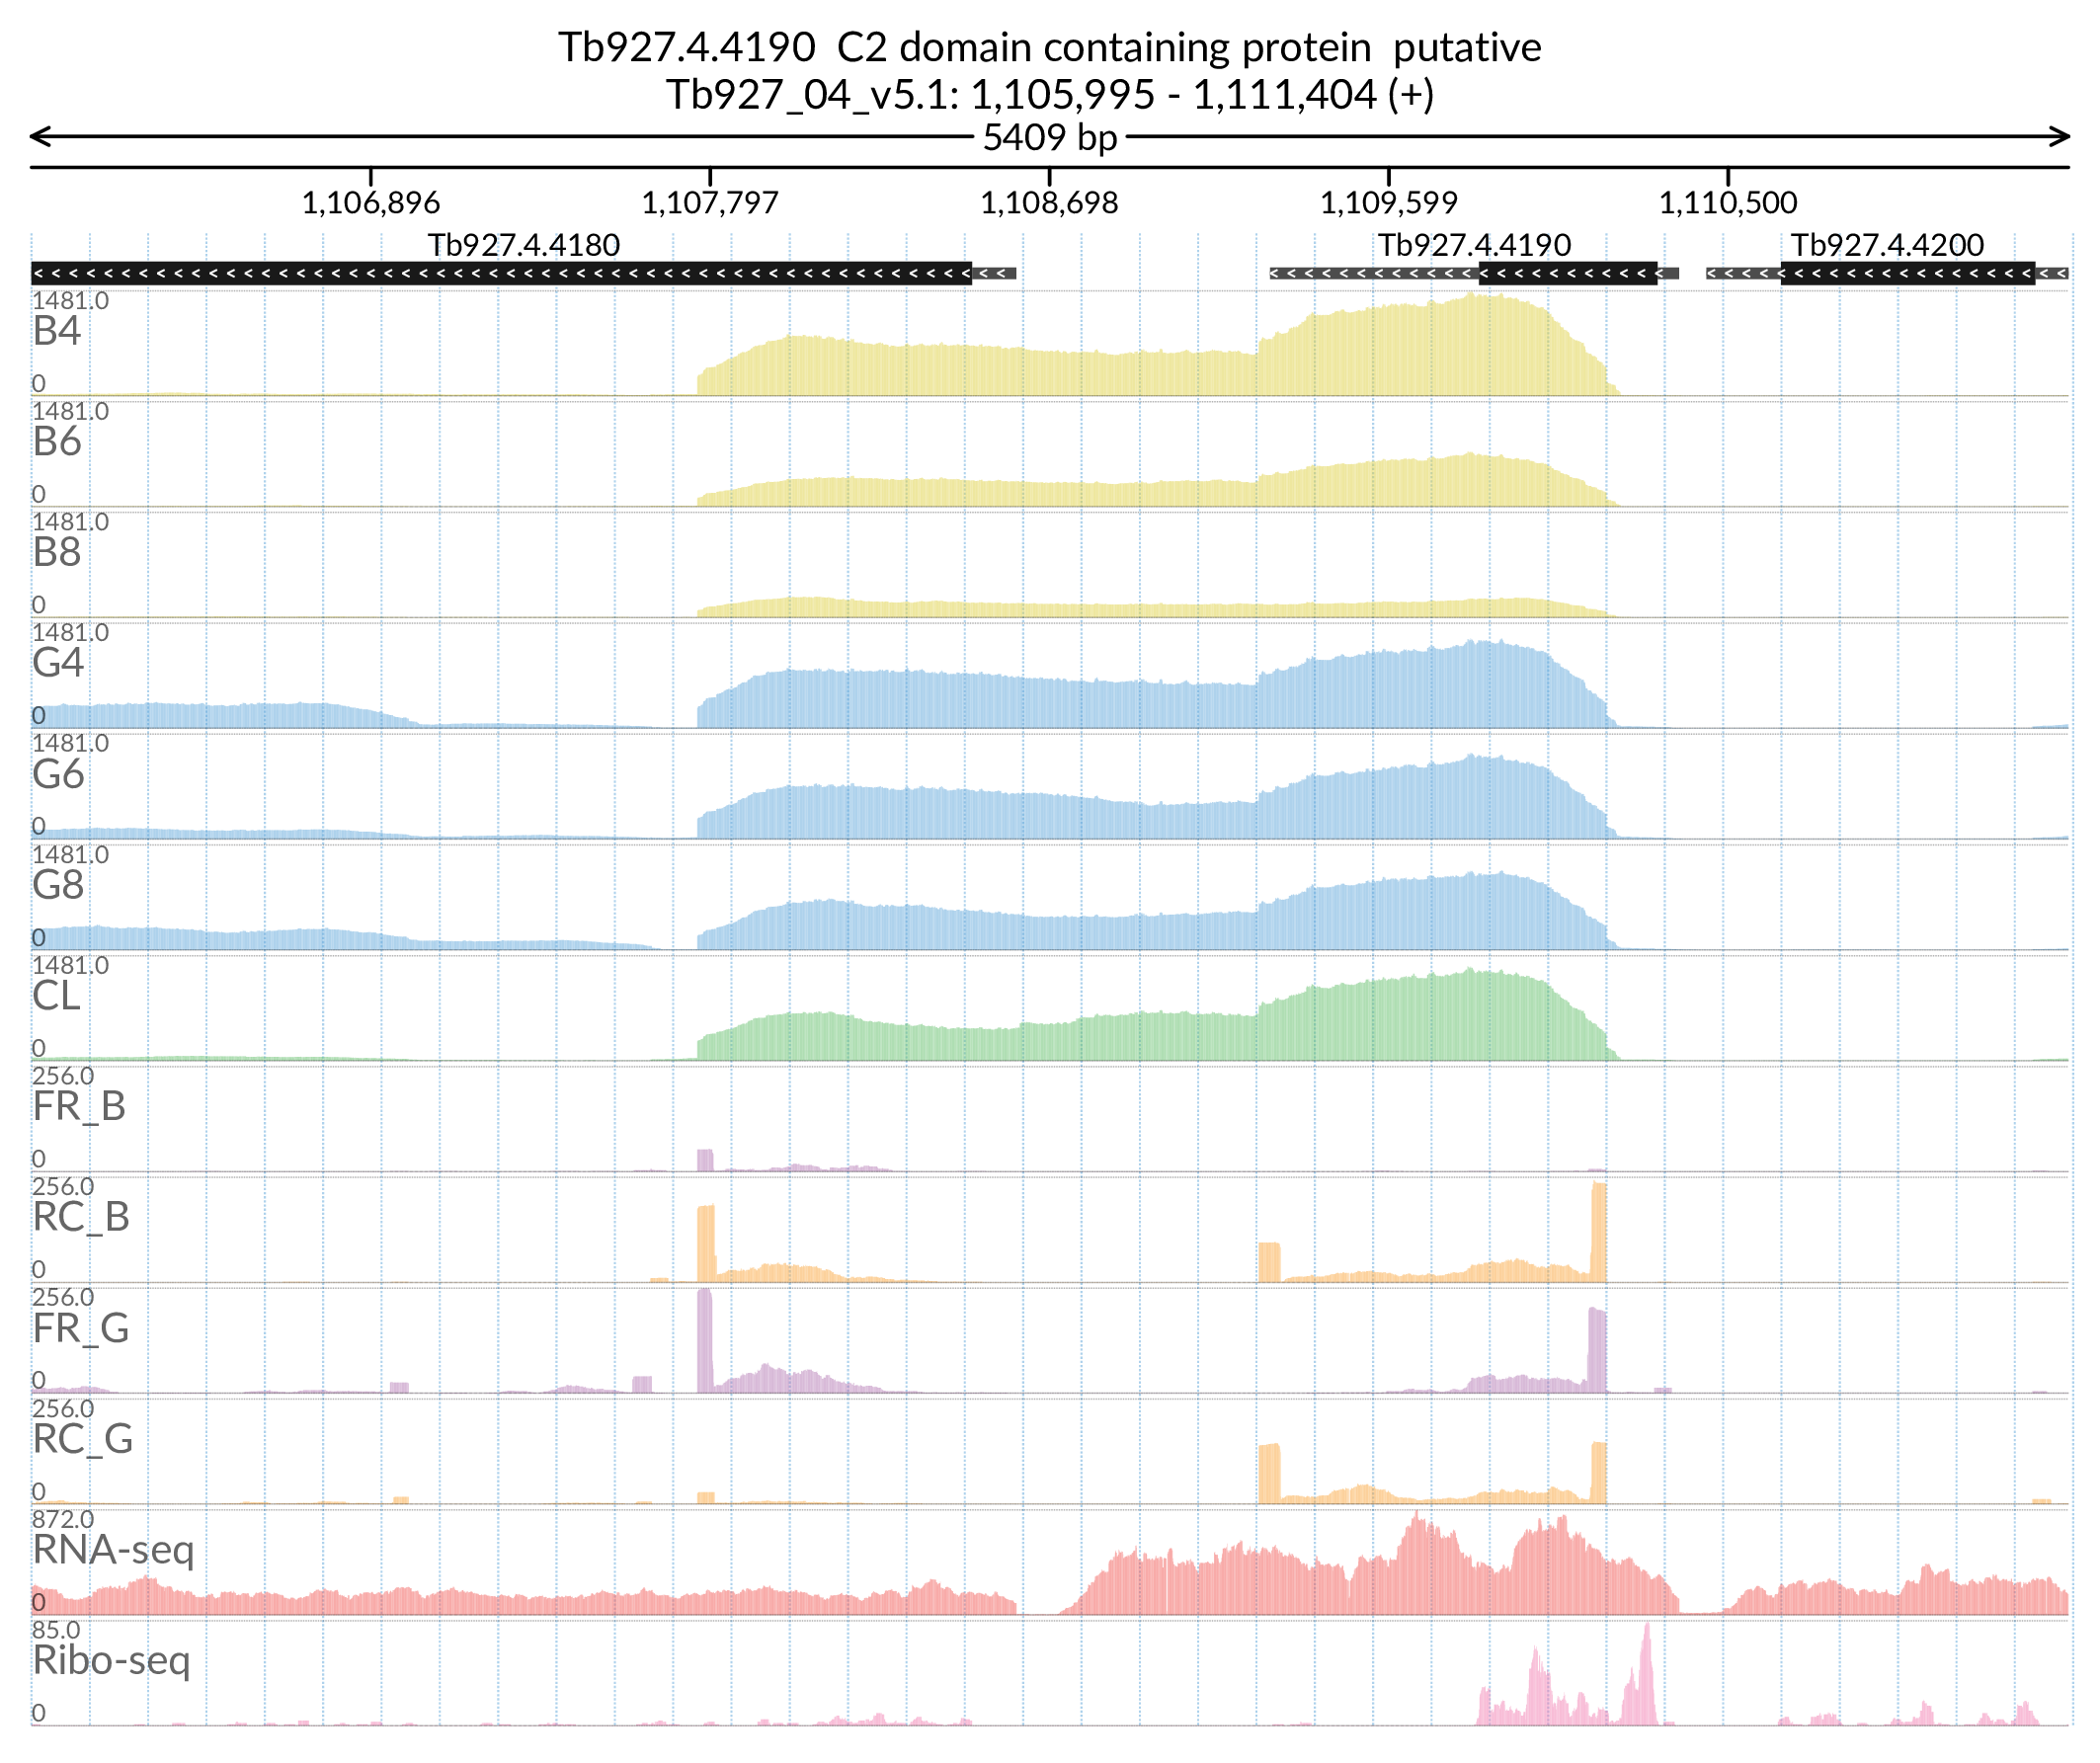 Tb927.4.4190  C2 domain containing protein  putative
Tb927_04_v5.1: 1,105,995 - 1,111,404 (+)
5409 bp
1,106,896 1,107,797 1,108,698 1,109,599 1,110,500
Tb927.4.4180 Tb927.4.4190 Tb927.4.4200
1481.0
B4
0
1481.0
B6
0
1481.0
B8
0
1481.0
G4
0
1481.0
G6
0
1481.0
G8
0
1481.0
CL
0
256.0
FR_B
0
256.0
RC_B
0
256.0
FR_G
0
256.0
RC_G
0
872.0
RNA-seq
0
85.0
Ribo-seq
0